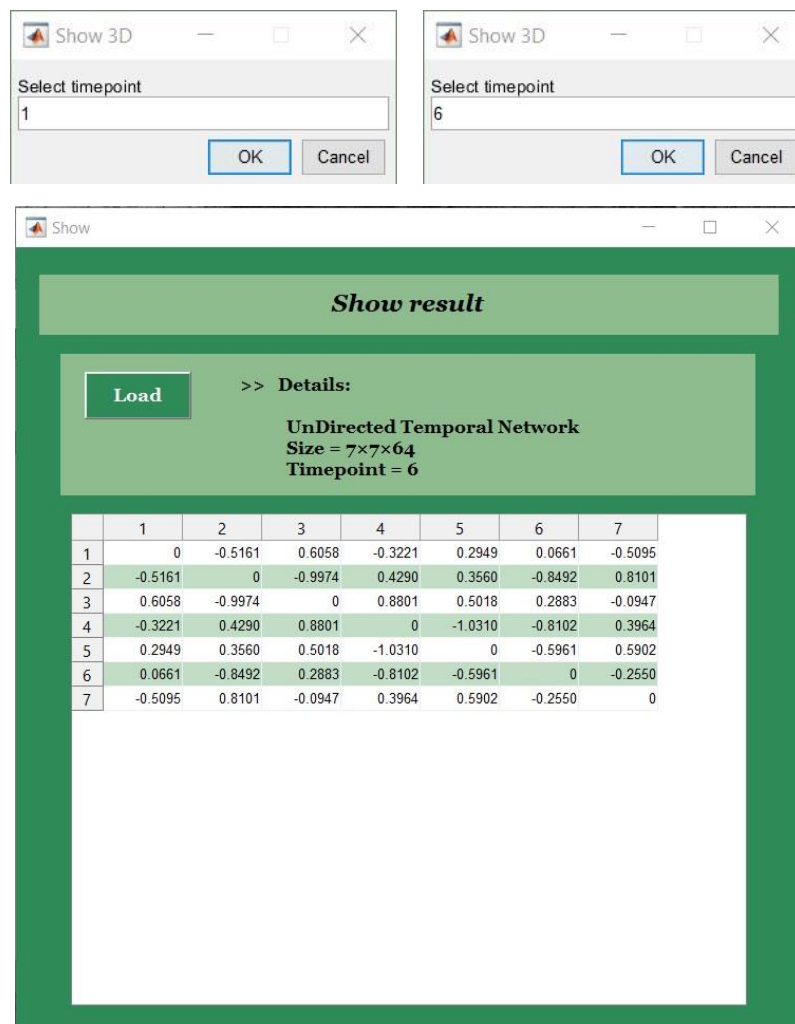 Show 3D
Select timepoint
1
OK Cancel
Show 3D
Select timepoint
6
OK Cancel
Show
Show result
Load
>> Details:
UnDirected Temporal Network
Size = 7×7×64
Timepoint = 6
1 2 3 4 5 6 7
1 0 -0.5161 0.6058 -0.3221 0.2949 0.0661 -0.5095
2 -0.5161 0 -0.9974 0.4290 0.3560 -0.8492 0.8101
3 0.6058 -0.9974 0 0.8801 0.5018 0.2883 -0.0947
4 -0.3221 0.4290 0.8801 0 -1.0310 -0.8102 0.3964
5 0.2949 0.3560 0.5018 -1.0310 0 -0.5961 0.5902
6 0.0661 -0.8492 0.2883 -0.8102 -0.5961 0 -0.2550
7 -0.5095 0.8101 -0.0947 0.3964 0.5902 -0.2550 0